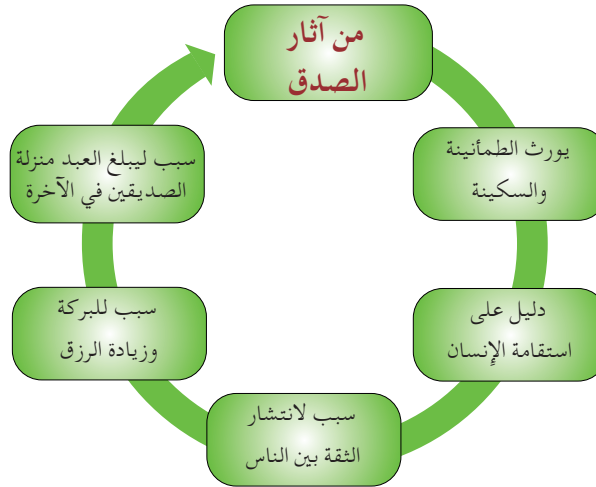 من آثار
الصدق
يورث الطمأنينة
والسكينة
دليل على
استقامة الإنسان
سبب لانتشار
الثقة بين الناس
سبب للبركة
وزيادة الرزق
سبب ليبلغ العبد منزلة
الصديقين في الآخرة